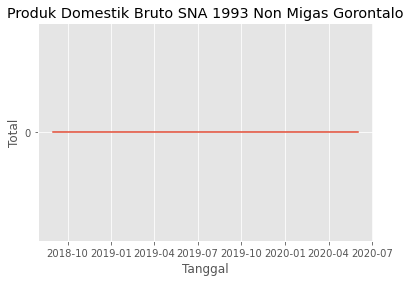 Produk Domestik Bruto SNA 1993 Non Migas Gorontalo
Total
0
2018-10 2019-01 2019-04 2019-07 2019-10 2020-01 2020-04 2020-07
Tanggal